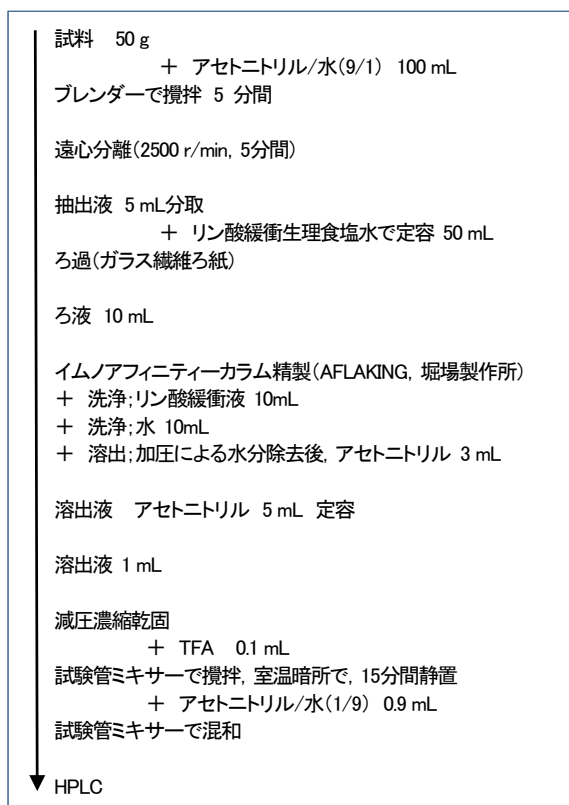 試料　50 g
＋　アセトニトリル/水(9/1)　100 mL
ブレンダーで攪拌　5　分間
遠心分離(2500 r/min, 5分間)
抽出液　5 mL分取
＋　リン酸緩衝生理食塩水で定容　50 mL
ろ過(ガラス繊維ろ紙)
ろ液　10 mL
イムノアフィニティーカラム精製(AFLAKING, 堀場製作所)
＋　洗浄;リン酸緩衝液　10mL
＋　洗浄;水　10mL
＋　溶出;加圧による水分除去後, アセトニトリル　3 mL
溶出液　アセトニトリル　5 mL　定容
溶出液　1 mL
減圧濃縮乾固
＋　TFA　0.1 mL
試験管ミキサーで攪拌, 室温暗所で, 15分間静置
＋　アセトニトリル/水(1/9)　0.9 mL
試験管ミキサーで混和
HPLC